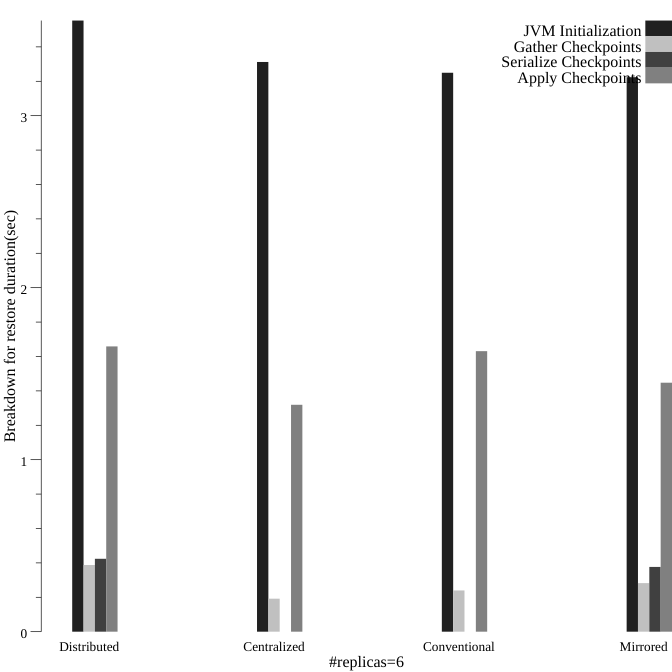 JVM Initialization
Gather Checkpoints
Serialize Checkpoints
Apply Checkpoints
Breakdown for restore duration(sec)
3
2
1
0
Distributed Centralized Conventional Mirrored
#replicas=6